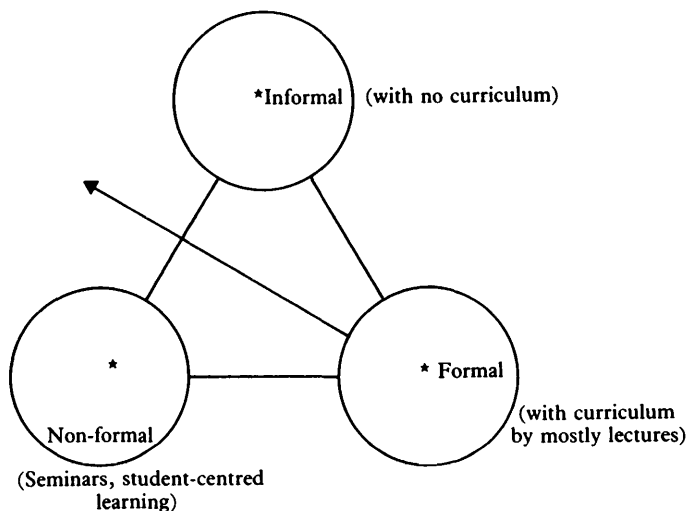 *Informal (with no curriculum)
* Formal
*
Non-formal
(with curriculum
by mostly lectures)
(Seminars, student-centred
learning)